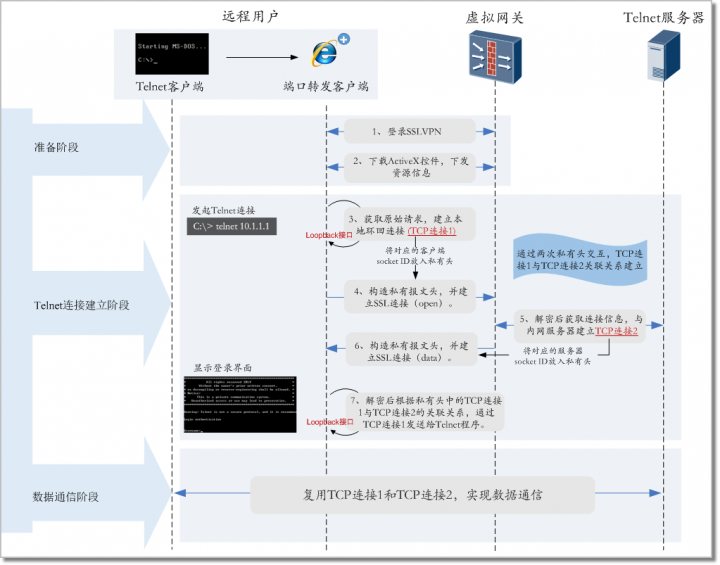 远程用户
虚拟网关
Telnet服务器
Starting MS-DOS...
C:\>_
Telnet客户端
端口转发客户端
准备阶段
1、登录SSLVPN
2、下载ActiveX控件，下发
资源信息
发起Telnet连接
C:\> telnet 10.1.1.1
Loopback接口
3、获取原始请求，建立本
地环回连接 (TCP连接1)
将对应的客户端
socket ID放入私有头
通过两次私有头交互，TCP连
接1与TCP连接2关联关系建立
Telnet连接建立阶段
4、构造私有报文头，并建
立SSL连接（open）。
5、解密后获取连接信息，与
内网服务器建立TCP连接2
6、构造私有报文头，并建
立SSL连接（data）。
将对应的服务器
socket ID放入私有头
显示登录界面
Loopback接口
7、解密后根据私有头中的TCP连接
1与TCP连接2的关联关系，通过
TCP连接1发送给Telnet程序。
数据通信阶段
复用TCP连接1和TCP连接2，实现数据通信